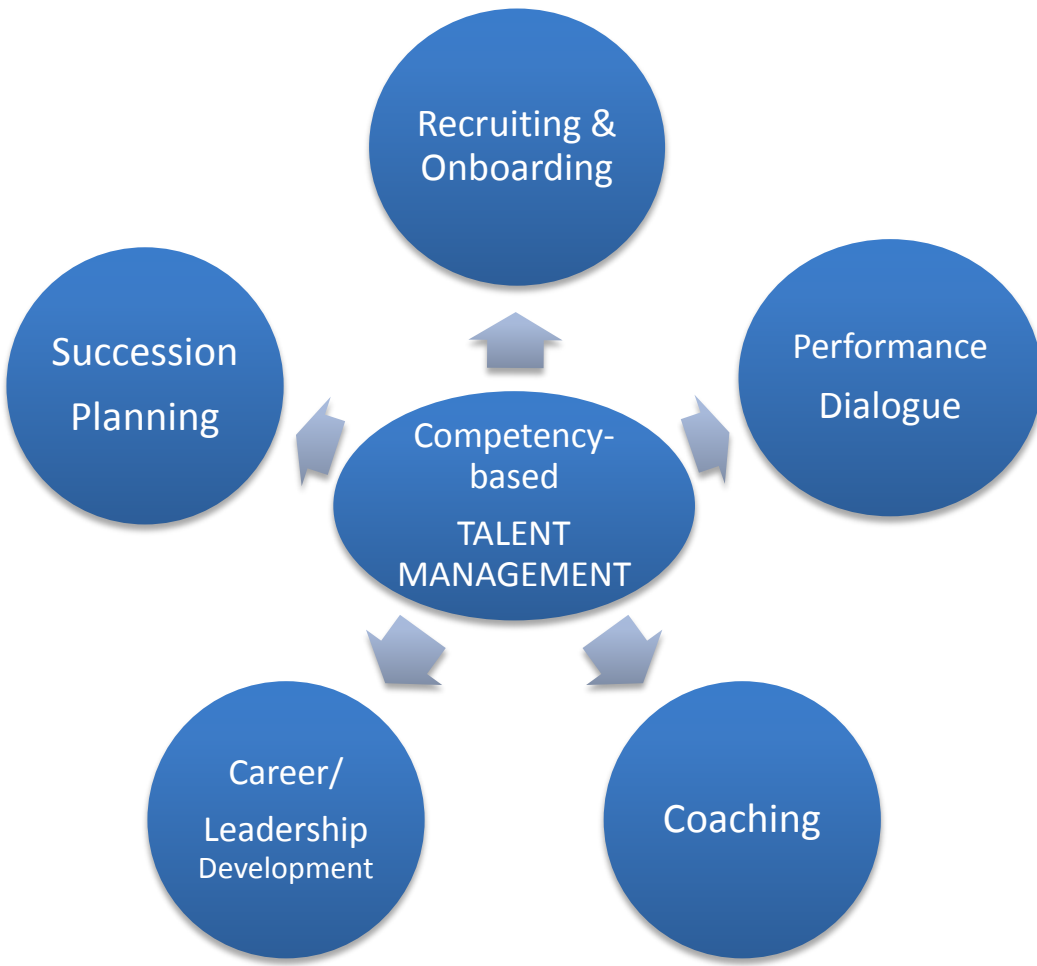 Recruiting &
Onboarding
Performance
Dialogue
Coaching
Career/
Leadership
Development
Succession
Planning
Competency-
based
TALENT
MANAGEMENT